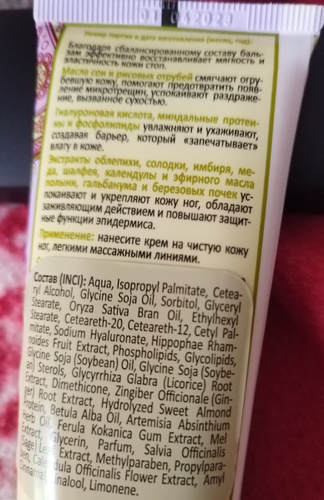 Номер партии и дата изготовления (месяц, год):
01 042023
Благодаря сбалансированному составу баль-
зам эффективно восстанавливает мягкость и
эластичность кожи стоп.
Масло сои и рисовых отрубей смягчают огру-
бевшую кожу, помогают предотвратить появ-
ление микротрещин, успокаивают раздраже-
ние, вызванное сухостью.
Гиалуроновая кислота, миндальные протеи-
ны и фосфолипиды увлажняют и ухаживают,
создавая барьер, который «запечатывает»
влагу в коже.
Экстракты облепихи, солодки, имбиря, ме-
да, шалфея, календулы и эфирного масла
полыни, гальбанума и березовых почек ус-
покаивают и укрепляют кожу ног, обладают
заживляющим действием и повышают защит-
ные функции эпидермиса.
Применение: нанесите крем на чистую кожу
ног, легкими массажными линиями.
Состав (INCI): Aqua, Isopropyl Palmitate, Cetea-
ryl Alcohol, Glycine Soja Oil, Sorbitol, Glyceryl
Stearate, Oryza Sativa Bran Oil, Ethylhexyl
Stearate, Ceteareth-20, Ceteareth-12, Cetyl Pal-
mitate, Sodium Hyaluronate, Hippophae Rham-
noides Fruit Extract, Phospholipids, Glycolipids,
Glycine Soja (Soybean) Oil, Glycine Soja (Soybe-
an) Sterols, Glycyrrhiza Glabra (Licorice) Root
Extract, Dimethicone, Zingiber Officinale (Gin-
ger) Root Extract, Hydrolyzed Sweet Almond
Protein, Betula Alba Oil, Artemisia Absinthium
Herb Oil, Ferula Kokanica Gum Extract, Mel
Extract, Glycerin, Parfum, Salvia Officinalis
(Sage) Leaf Extract, Methylparaben, Propylpara-
ben, Calendula Officinalis Flower Extract, Amyl
Cinnamal, Linalool, Limonene.